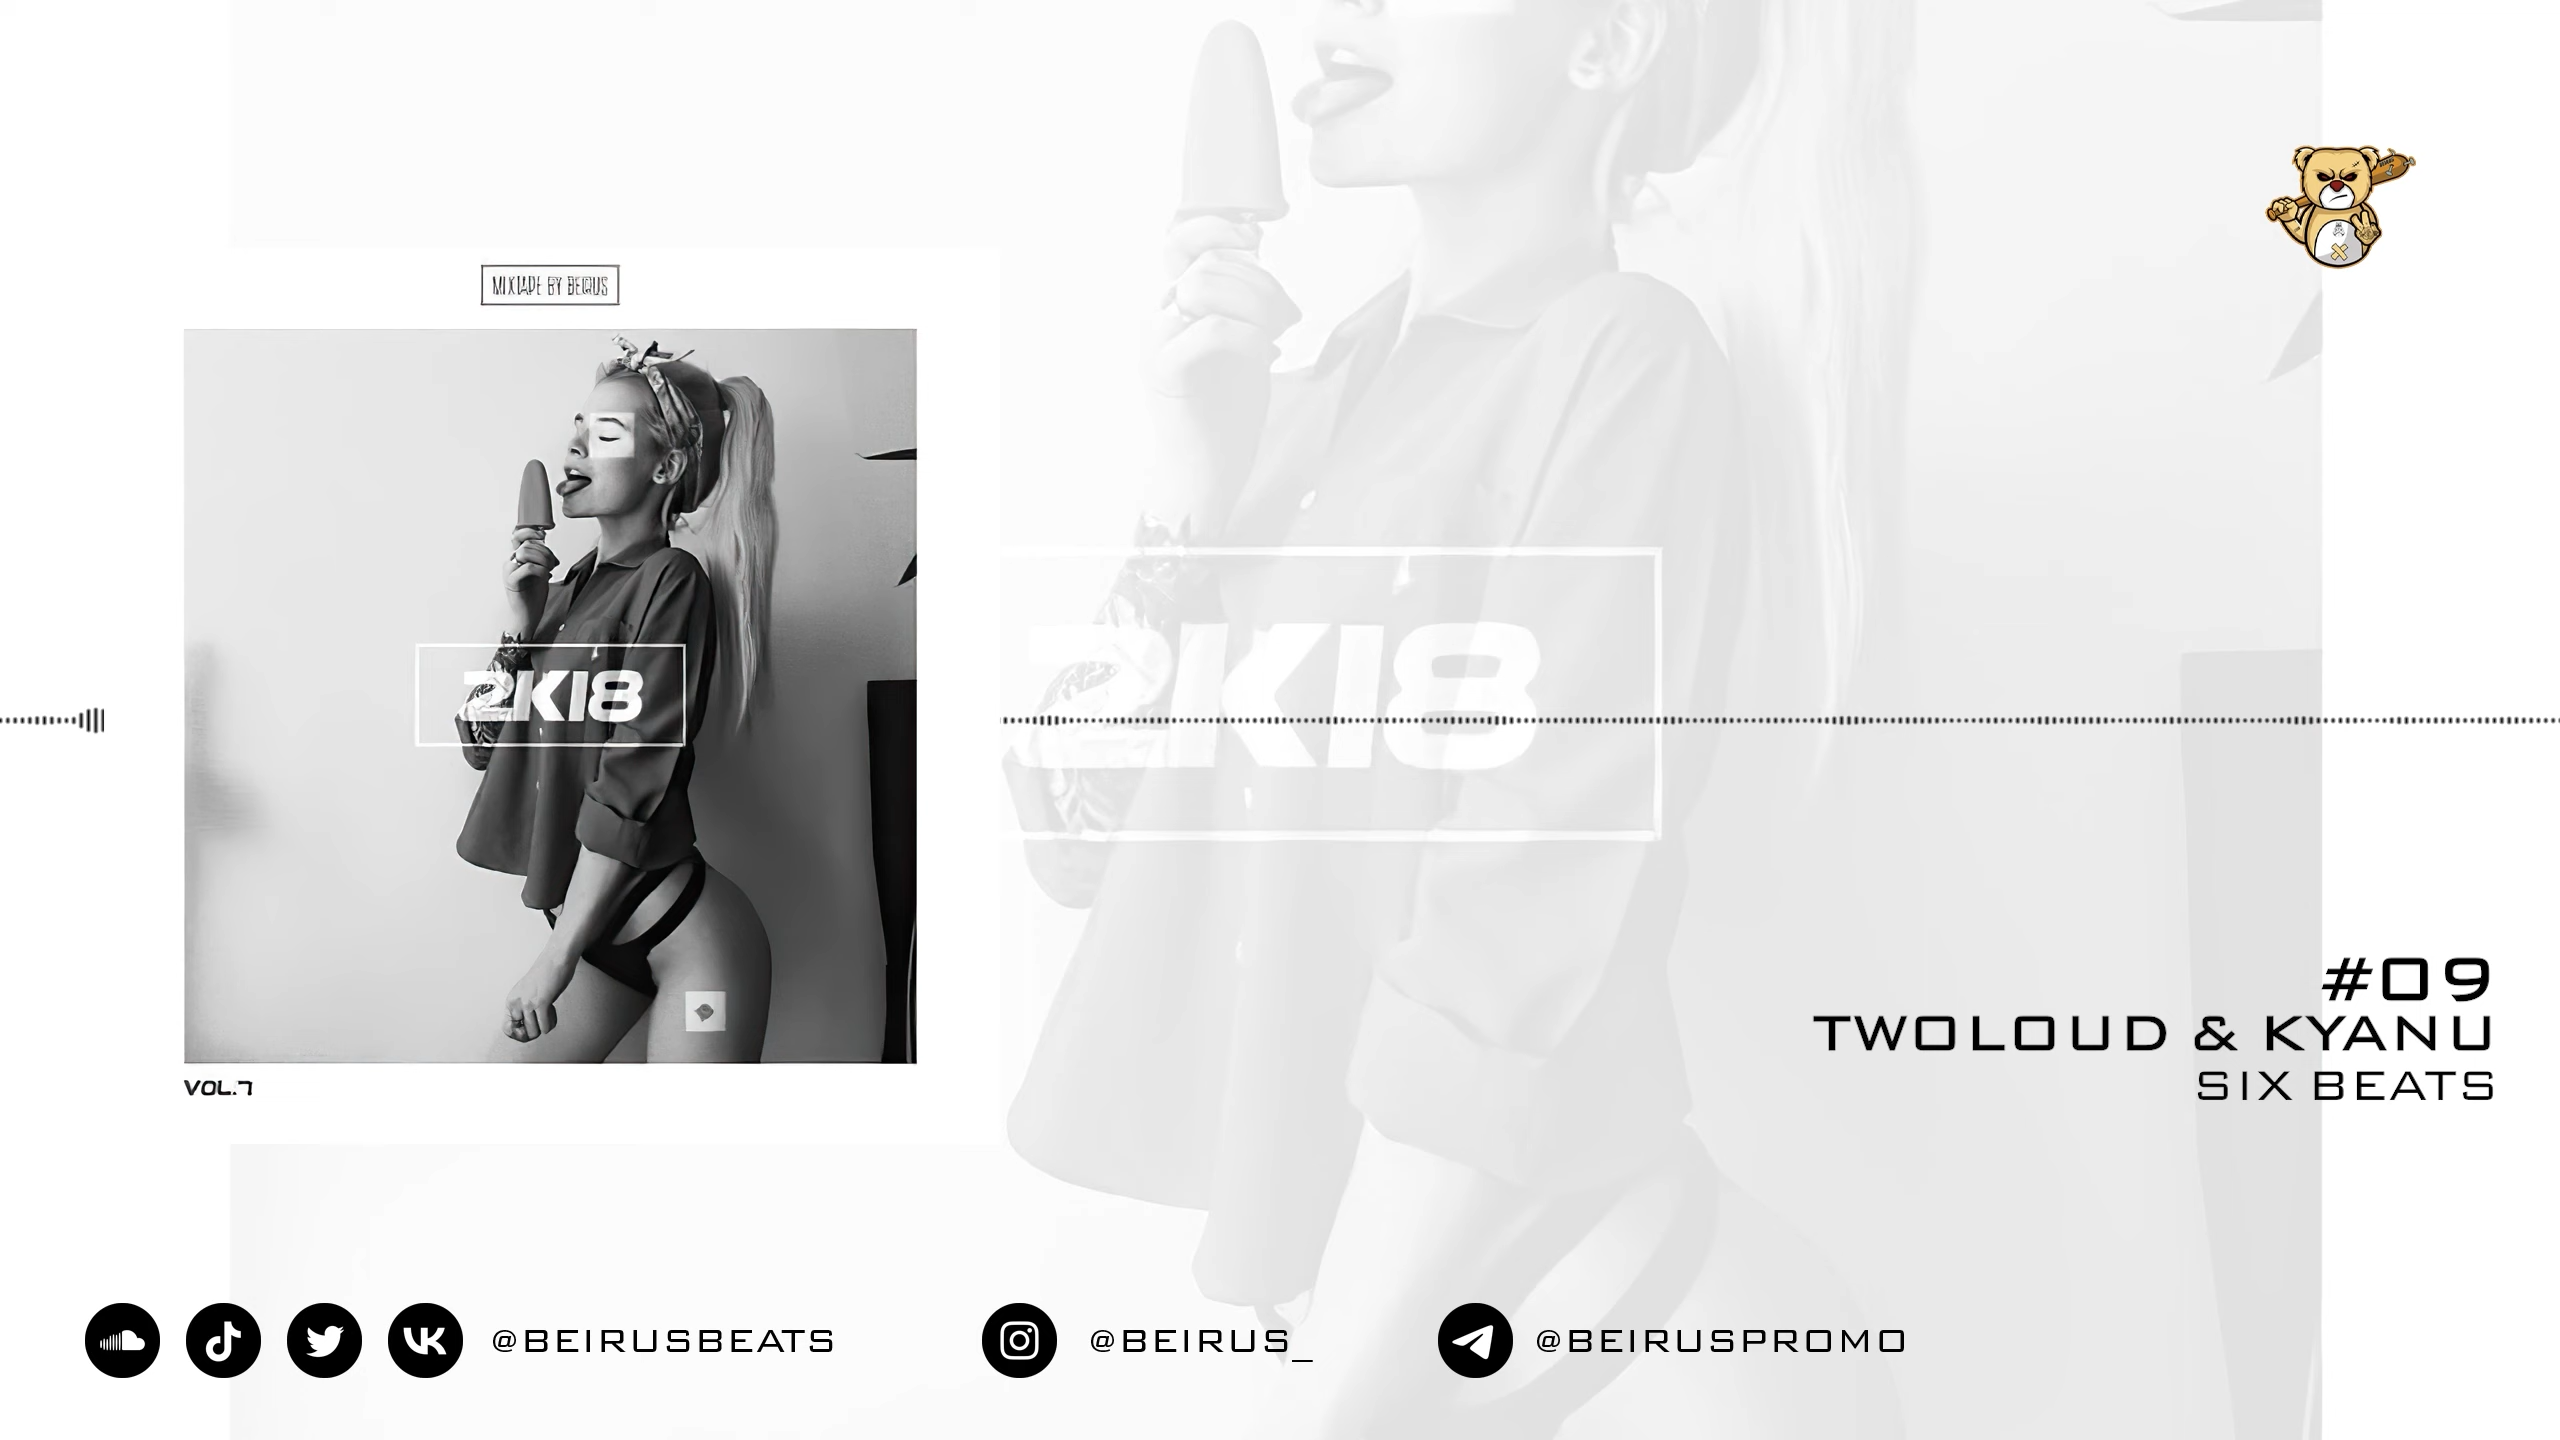 MIXTAPE BY BEIRUS
2K18
VOL.7
2K18
#09
TWOLOUD & KYANU
SIX BEATS
@BEIRUSBEATS
@BEIRUS_
@BEIRUSPROMO